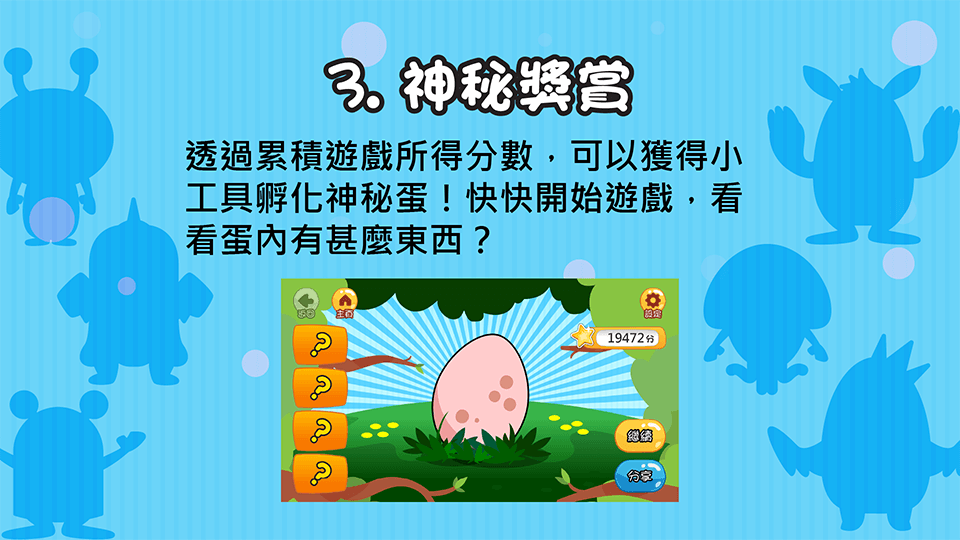 3. 神秘獎賞
透過累積遊戲所得分數，可以獲得小
工具孵化神秘蛋！快快開始遊戲，看
看蛋內有甚麼東西？
返回
主頁
設定
19472分
?
?
?
?
繼續
分享